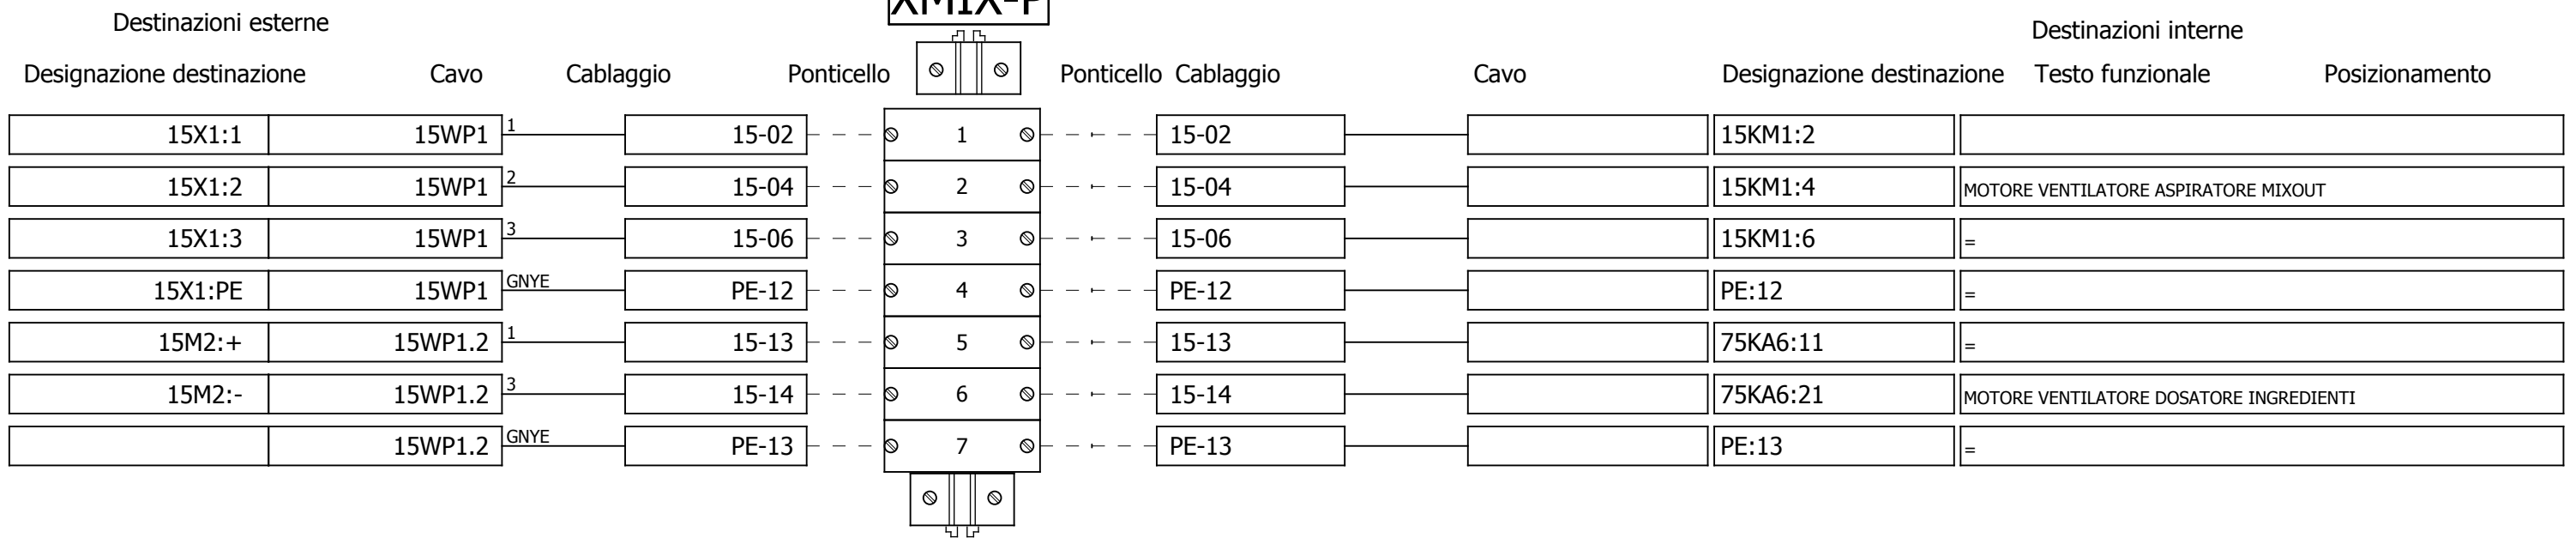 XMIX-P
Destinazioni esterne
Destinazioni interne
Designazione destinazione Cavo Cablaggio Ponticello Ponticello Cablaggio Cavo Designazione destinazione Testo funzionale Posizionamento
15X1:1 15WP1 1 15-02 1 15-02 15KM1:2
15X1:2 15WP1 2 15-04 2 15-04 15KM1:4 MOTORE VENTILATORE ASPIRATORE MIXOUT
15X1:3 15WP1 3 15-06 3 15-06 15KM1:6 =
15X1:PE 15WP1 GNYE PE-12 4 PE-12 PE:12 =
15M2:+ 15WP1.2 1 15-13 5 15-13 75KA6:11 =
15M2:- 15WP1.2 3 15-14 6 15-14 75KA6:21 MOTORE VENTILATORE DOSATORE INGREDIENTI
15WP1.2 GNYE PE-13 7 PE-13 PE:13 =